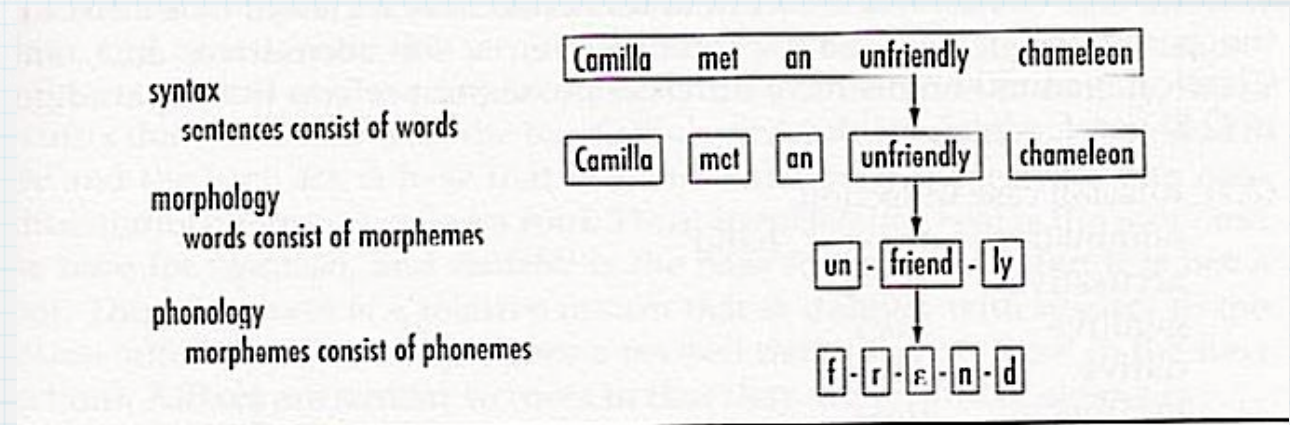 Camilla met an unfriendly chameleon
syntax
sentences consist of words
Camilla met an unfriendly chameleon
morphology
words consist of morphemes
un - friend - ly
phonology
morphemes consist of phonemes
f - r - ɛ - n - d